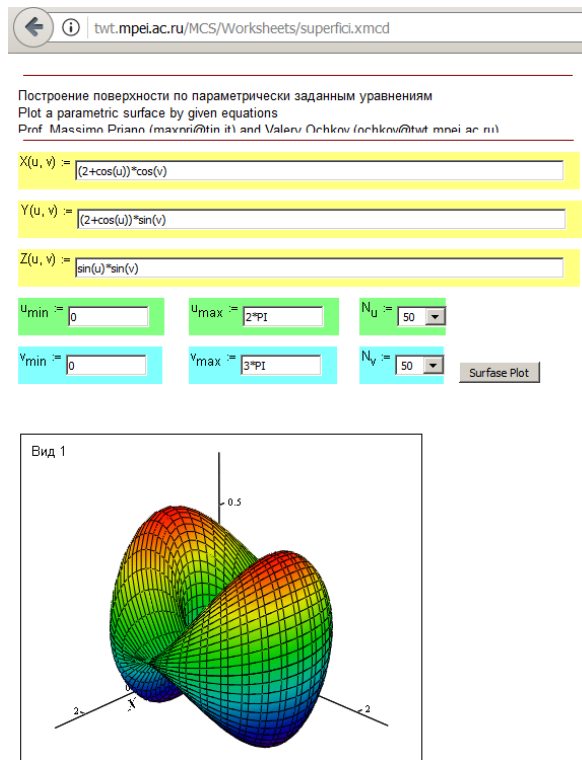 twt.mpei.ac.ru/MCS/Worksheets/superfici.xmcd
Построение поверхности по параметрически заданным уравнениям
Plot a parametric surface by given equations
Prof. Massimo Priano (maxpri@tin.it) and Valery Ochkov (ochkov@twt.mpei.ac.ru)
X(u, v) := (2+cos(u))*cos(v)
Y(u, v) := (2+cos(u))*sin(v)
Z(u, v) := sin(u)*sin(v)
umin := 0 umax := 2*PI Nu := 50
vmin := 0 vmax := 3*PI Nv := 50 Surfase Plot
Вид 1
0.5
X
2
2